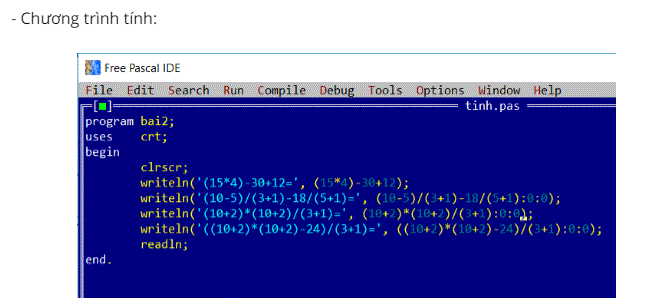 - Chương trình tính:
Free Pascal IDE
File Edit Search Run Compile Debug Tools Options Window Help
[■] tinh.pas
program bai2;
uses crt;
begin
clrscr;
writeln('(15*4)-30+12=', (15*4)-30+12);
writeln('(10-5)/(3+1)-18/(5+1)=', (10-5)/(3+1)-18/(5+1):0:0);
writeln('(10+2)*(10+2)/(3+1)=', (10+2)*(10+2)/(3+1):0:0);
writeln('((10+2)*(10+2)-24)/(3+1)=', ((10+2)*(10+2)-24)/(3+1):0:0);
readln;
end.